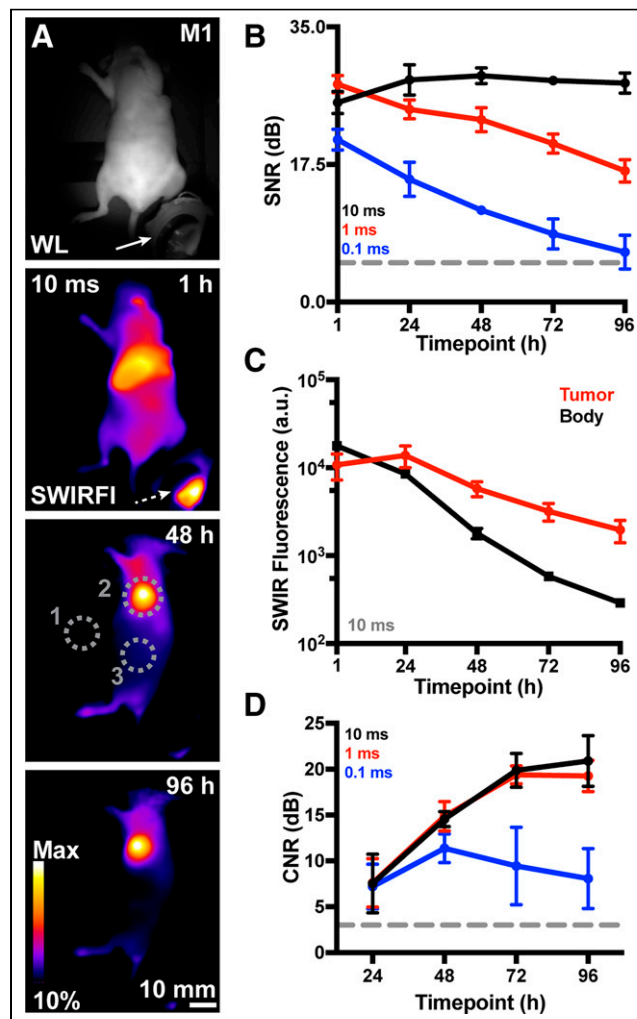 A
M1
WL
10 ms
1 h
SWIRFI
48 h
1
2
3
96 h
Max
10%
10 mm
B
SNR (dB)
35.0
17.5
0.0
10 ms
1 ms
0.1 ms
1 24 48 72 96
Timepoint (h)
C
SWIR Fluorescence (a.u.)
10⁵
10⁴
10³
10²
Tumor
Body
10 ms
1 24 48 72 96
Timepoint (h)
D
CNR (dB)
25
20
15
10
5
0
10 ms
1 ms
0.1 ms
24 48 72 96
Timepoint (h)